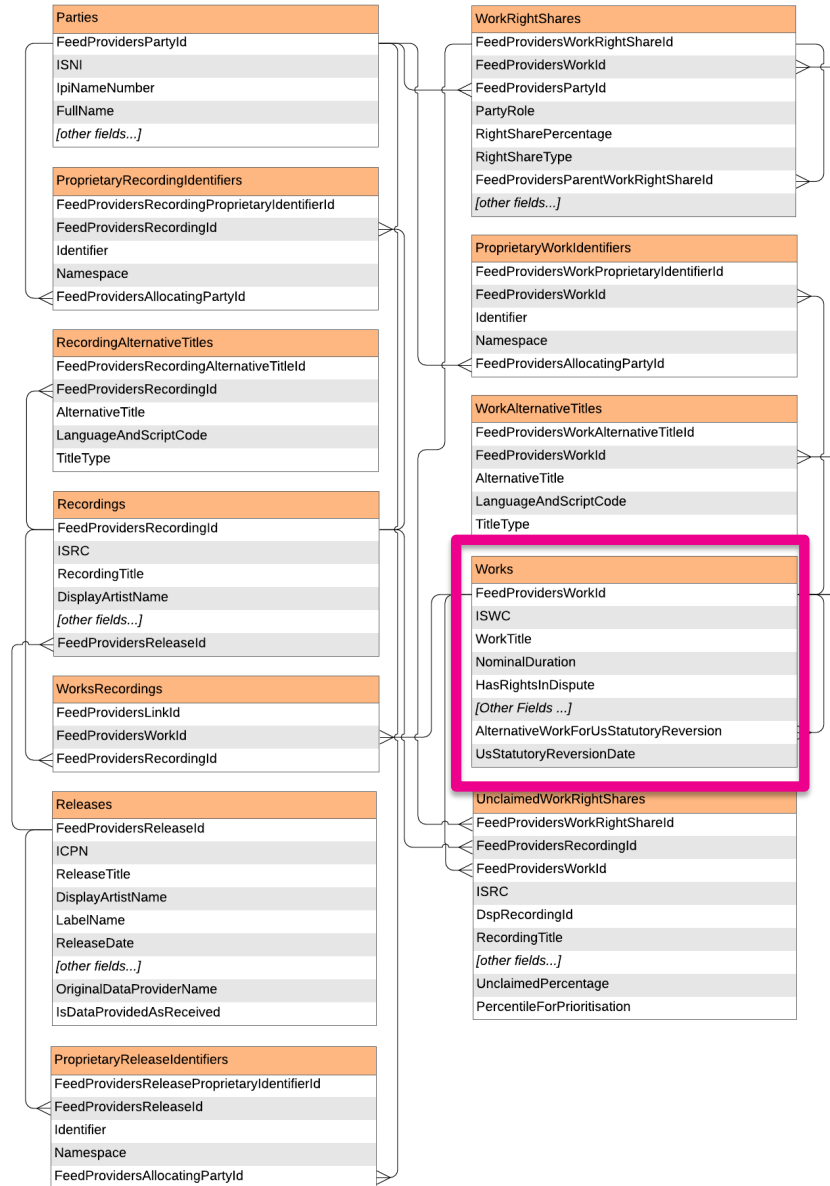 Parties
FeedProvidersPartyId
ISNI
IpiNameNumber
FullName
[other fields...]
ProprietaryRecordingIdentifiers
FeedProvidersRecordingProprietaryIdentifierId
FeedProvidersRecordingId
Identifier
Namespace
FeedProvidersAllocatingPartyId
RecordingAlternativeTitles
FeedProvidersRecordingAlternativeTitleId
FeedProvidersRecordingId
AlternativeTitle
LanguageAndScriptCode
TitleType
Recordings
FeedProvidersRecordingId
ISRC
RecordingTitle
DisplayArtistName
[other fields...]
FeedProvidersReleaseId
WorksRecordings
FeedProvidersLinkId
FeedProvidersWorkId
FeedProvidersRecordingId
Releases
FeedProvidersReleaseId
ICPN
ReleaseTitle
DisplayArtistName
LabelName
ReleaseDate
[other fields...]
OriginalDataProviderName
IsDataProvidedAsReceived
ProprietaryReleaseIdentifiers
FeedProvidersReleaseProprietaryIdentifierId
FeedProvidersReleaseId
Identifier
Namespace
FeedProvidersAllocatingPartyId
WorkRightShares
FeedProvidersWorkRightShareId
FeedProvidersWorkId
FeedProvidersPartyId
PartyRole
RightSharePercentage
RightShareType
FeedProvidersParentWorkRightShareId
[other fields...]
ProprietaryWorkIdentifiers
FeedProvidersWorkProprietaryIdentifierId
FeedProvidersWorkId
Identifier
Namespace
FeedProvidersAllocatingPartyId
WorkAlternativeTitles
FeedProvidersWorkAlternativeTitleId
FeedProvidersWorkId
AlternativeTitle
LanguageAndScriptCode
TitleType
Works
FeedProvidersWorkId
ISWC
WorkTitle
NominalDuration
HasRightsInDispute
[Other Fields ...]
AlternativeWorkForUsStatutoryReversion
UsStatutoryReversionDate
UnclaimedWorkRightShares
FeedProvidersWorkRightShareId
FeedProvidersRecordingId
FeedProvidersWorkId
ISRC
DspRecordingId
RecordingTitle
[other fields...]
UnclaimedPercentage
PercentileForPrioritisation